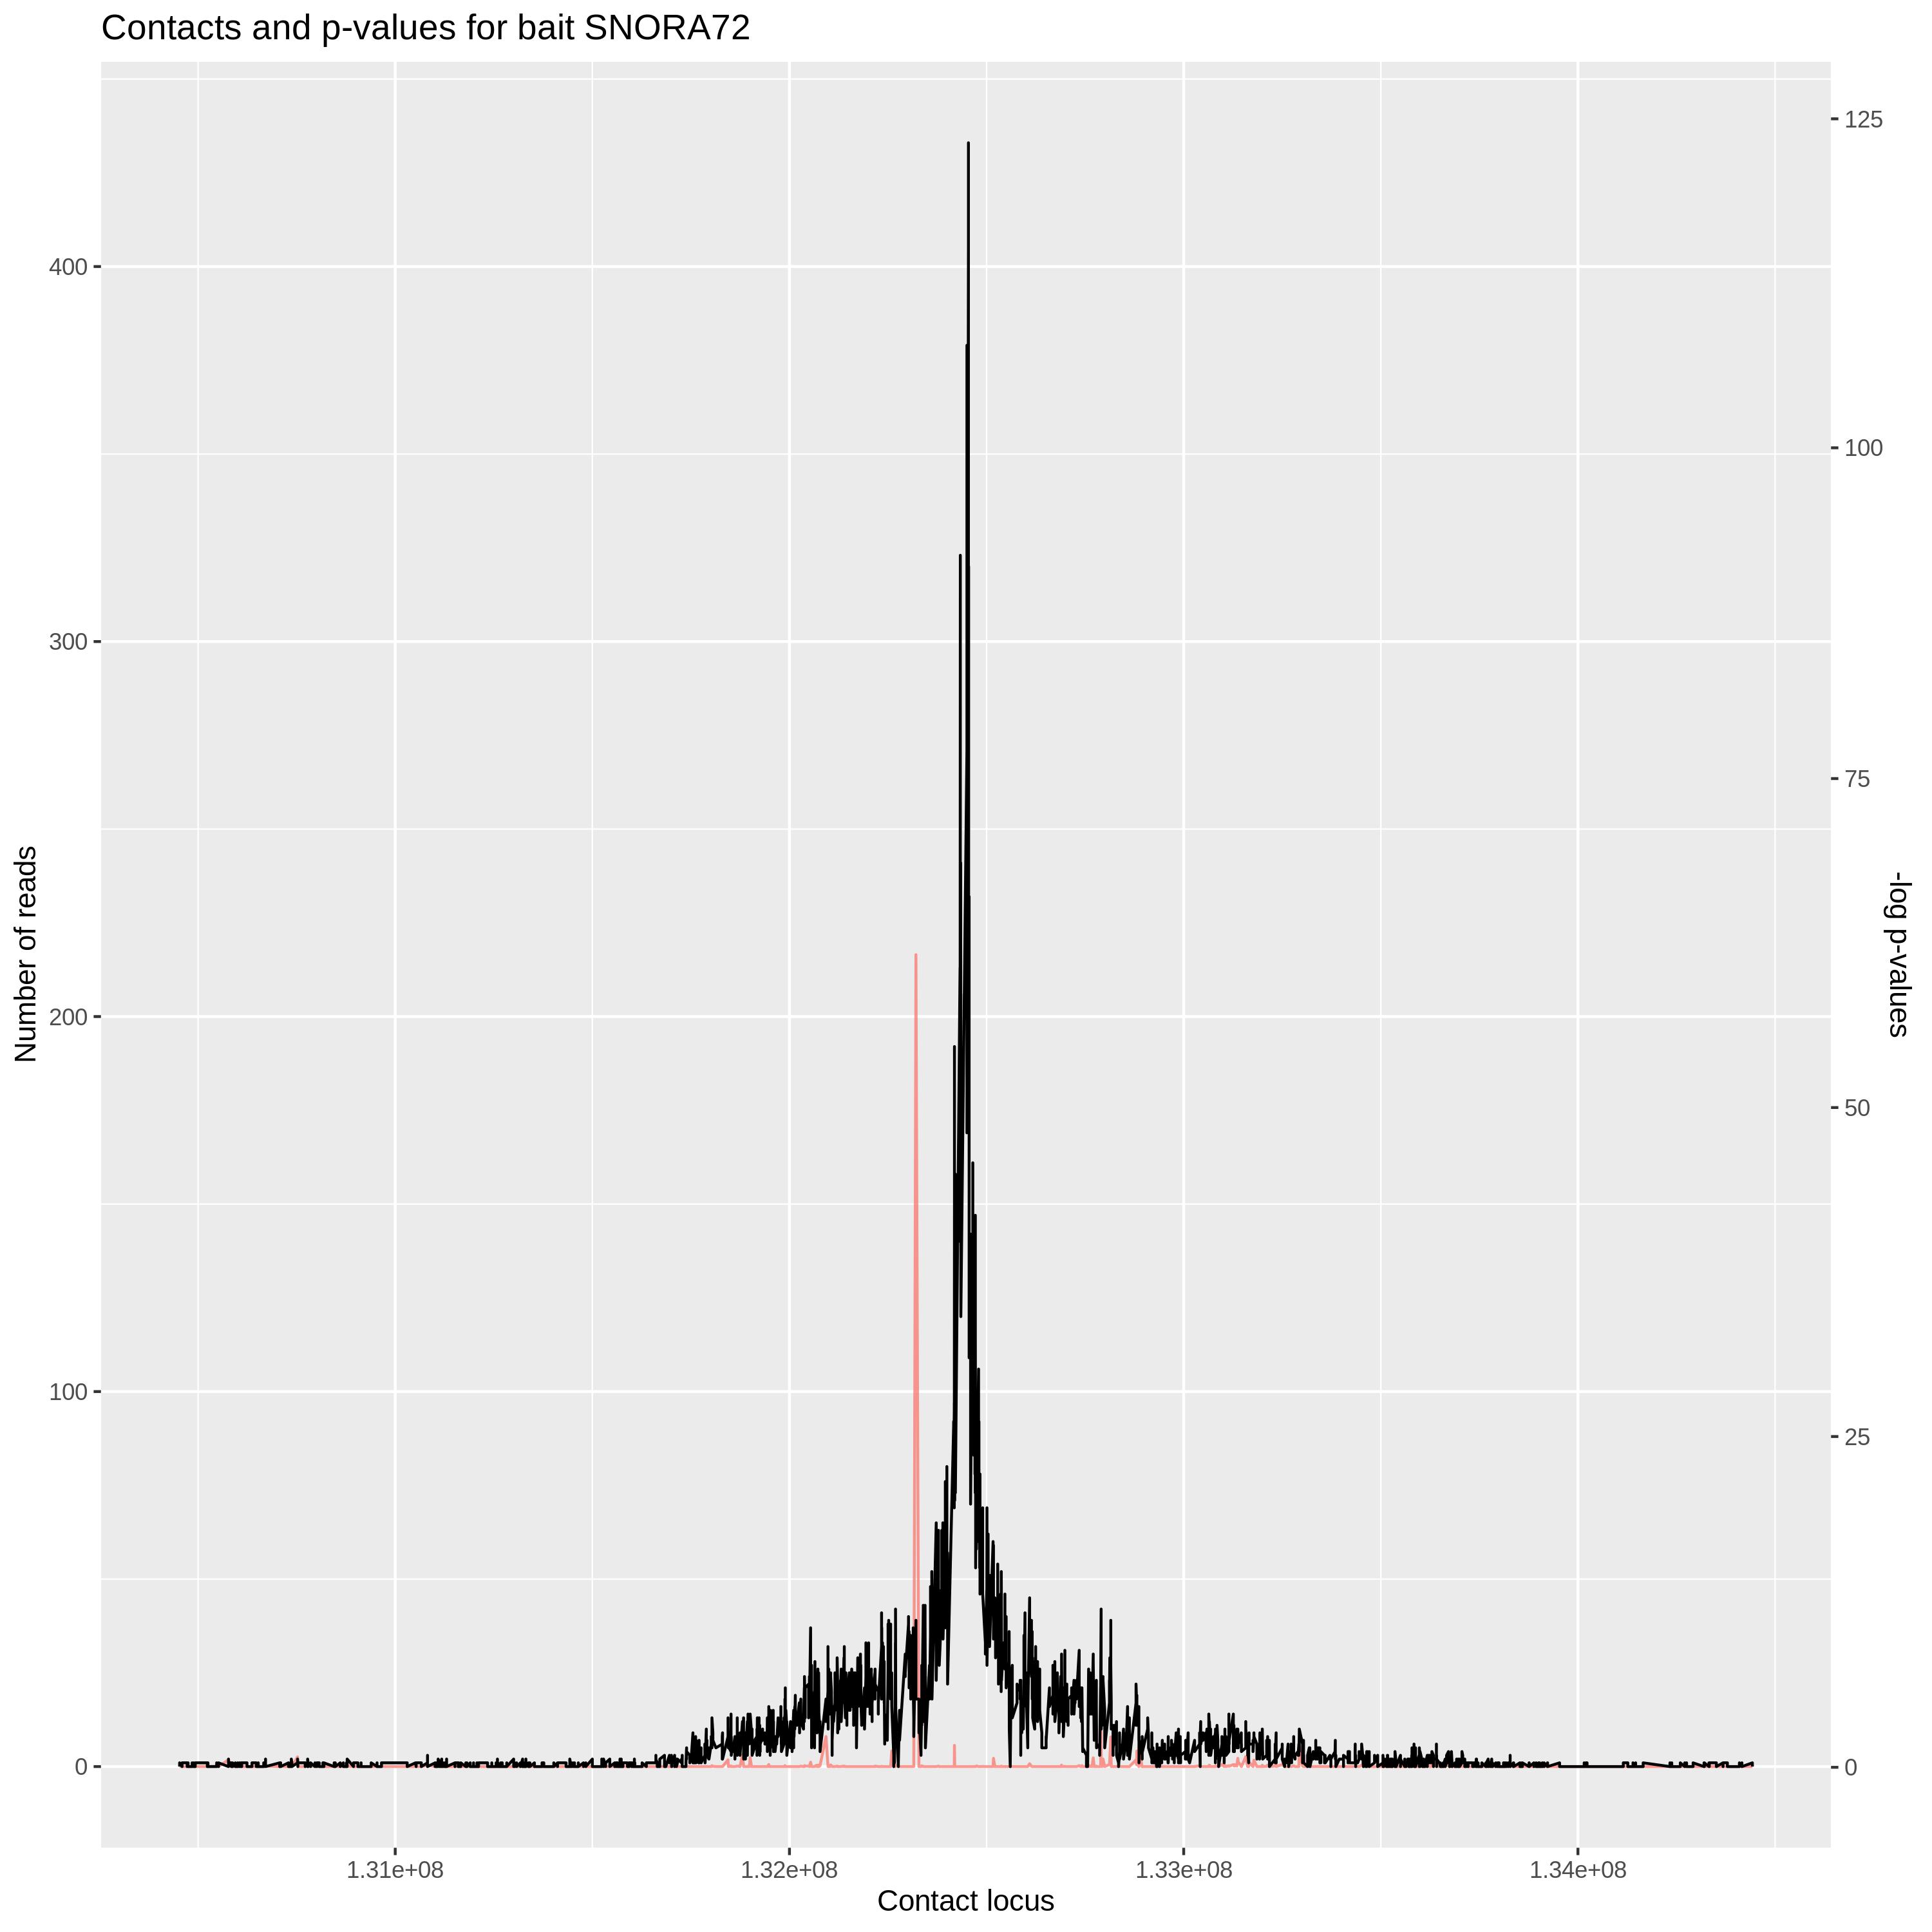 Contacts and p-values for bait SNORA72
Number of reads
400
300
200
100
0
125
100
75
50
25
0
-log p-values
1.31e+08 1.32e+08 1.33e+08 1.34e+08
Contact locus